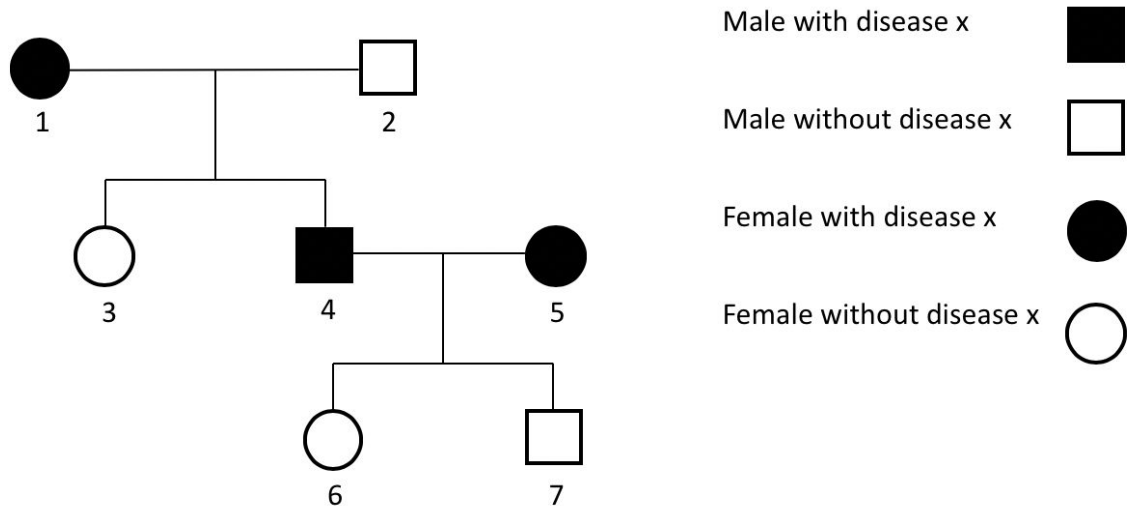 Male with disease x
1
2
Male without disease x
Female with disease x
3
4
5
Female without disease x
6
7